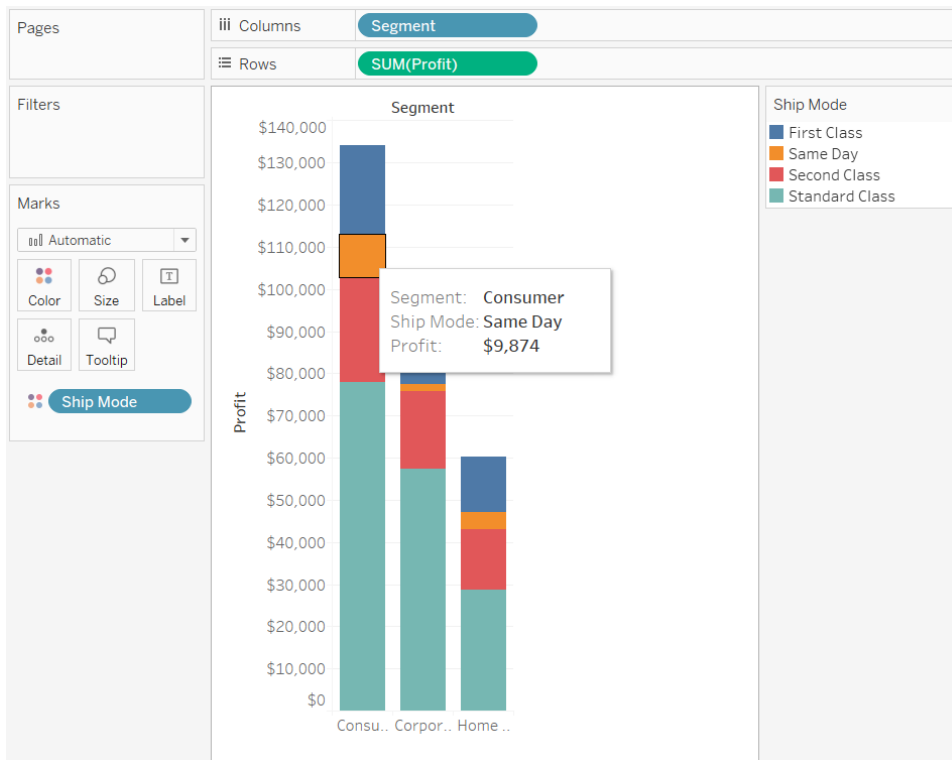 Pages
Columns
Segment
Rows
SUM(Profit)
Filters
Marks
Automatic
Color
Size
Label
Detail
Tooltip
Ship Mode
Segment
$140,000
$130,000
$120,000
$110,000
$100,000
$90,000
$80,000
$70,000
$60,000
$50,000
$40,000
$30,000
$20,000
$10,000
$0
Profit
Consu..
Corpor..
Home ..
Segment: Consumer
Ship Mode: Same Day
Profit: $9,874
Ship Mode
First Class
Same Day
Second Class
Standard Class